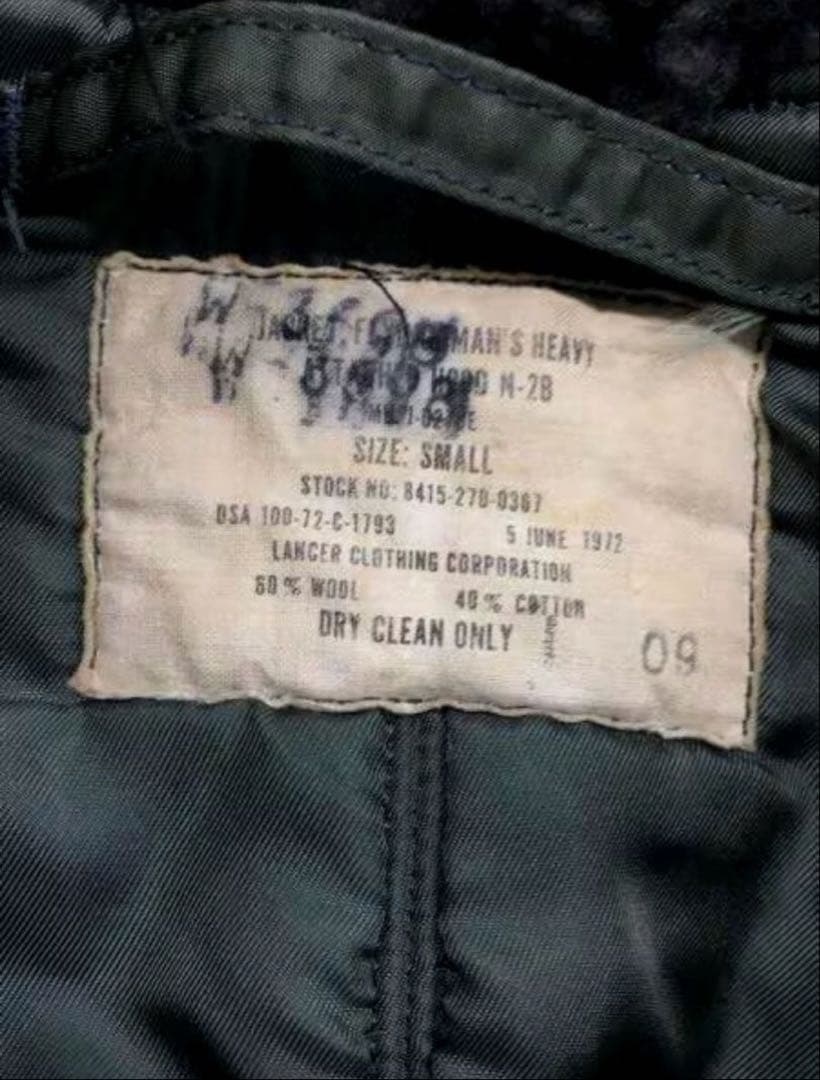 MAN'S HEAVY
HOOD N-2B
SIZE: SMALL
STOCK NO: 8415-270-0367
DSA 100-72-C-1793 5 JUNE 1972
LANCER CLOTHING CORPORATION
60 % WOOL 40 % COTTON
DRY CLEAN ONLY
09